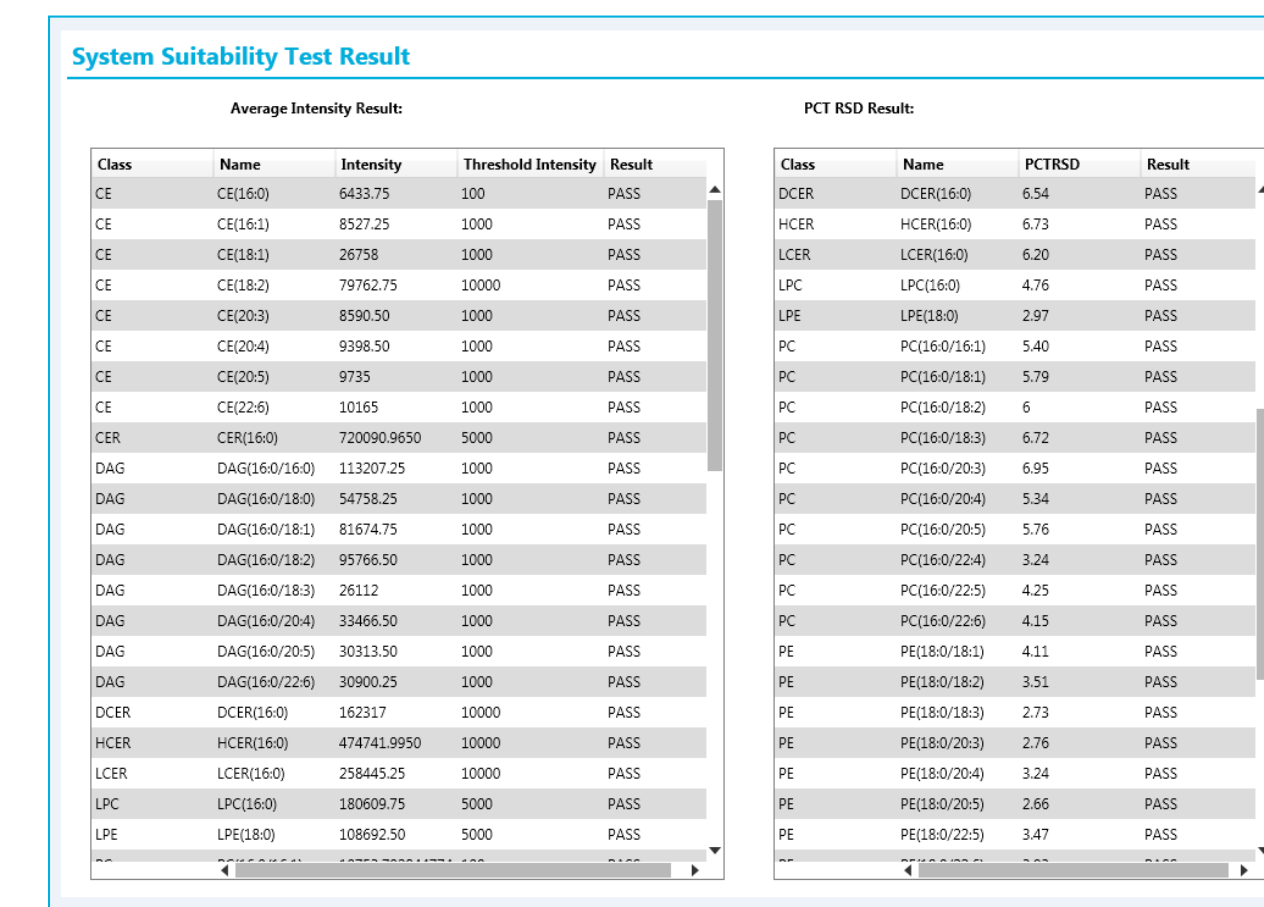 System Suitability Test Result
Average Intensity Result:
Class Name Intensity Threshold Intensity Result
CE CE(16:0) 6433.75 100 PASS
CE CE(16:1) 8527.25 1000 PASS
CE CE(18:1) 26758 1000 PASS
CE CE(18:2) 79762.75 10000 PASS
CE CE(20:3) 8590.50 1000 PASS
CE CE(20:4) 9398.50 1000 PASS
CE CE(20:5) 9735 1000 PASS
CE CE(22:6) 10165 1000 PASS
CER CER(16:0) 720090.9650 5000 PASS
DAG DAG(16:0/16:0) 113207.25 1000 PASS
DAG DAG(16:0/18:0) 54758.25 1000 PASS
DAG DAG(16:0/18:1) 81674.75 1000 PASS
DAG DAG(16:0/18:2) 95766.50 1000 PASS
DAG DAG(16:0/18:3) 26112 1000 PASS
DAG DAG(16:0/20:4) 33466.50 1000 PASS
DAG DAG(16:0/20:5) 30313.50 1000 PASS
DAG DAG(16:0/22:6) 30900.25 1000 PASS
DCER DCER(16:0) 162317 10000 PASS
HCER HCER(16:0) 474741.9950 10000 PASS
LCER LCER(16:0) 258445.25 10000 PASS
LPC LPC(16:0) 180609.75 5000 PASS
LPE LPE(18:0) 108692.50 5000 PASS
PCT RSD Result:
Class Name PCTRSD Result
DCER DCER(16:0) 6.54 PASS
HCER HCER(16:0) 6.73 PASS
LCER LCER(16:0) 6.20 PASS
LPC LPC(16:0) 4.76 PASS
LPE LPE(18:0) 2.97 PASS
PC PC(16:0/16:1) 5.40 PASS
PC PC(16:0/18:1) 5.79 PASS
PC PC(16:0/18:2) 6 PASS
PC PC(16:0/18:3) 6.72 PASS
PC PC(16:0/20:3) 6.95 PASS
PC PC(16:0/20:4) 5.34 PASS
PC PC(16:0/20:5) 5.76 PASS
PC PC(16:0/22:4) 3.24 PASS
PC PC(16:0/22:5) 4.25 PASS
PC PC(16:0/22:6) 4.15 PASS
PE PE(18:0/18:1) 4.11 PASS
PE PE(18:0/18:2) 3.51 PASS
PE PE(18:0/18:3) 2.73 PASS
PE PE(18:0/20:3) 2.76 PASS
PE PE(18:0/20:4) 3.24 PASS
PE PE(18:0/20:5) 2.66 PASS
PE PE(18:0/22:5) 3.47 PASS